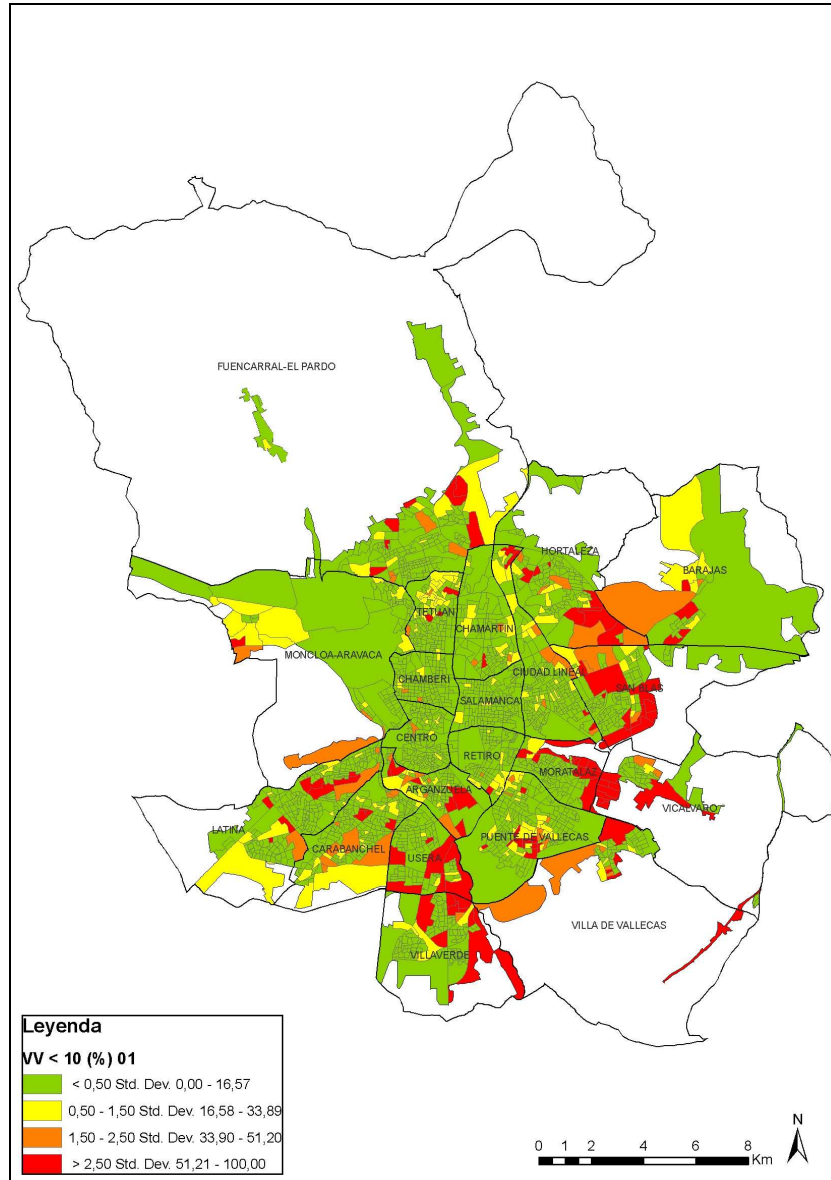 FUENCARRAL-EL PARDO
HORTALEZA
BARAJAS
TETUAN
CHAMARTIN
MONCLOA-ARAVACA
CHAMBERI
CIUDAD LINEAL
SAN BLAS
SALAMANCA
CENTRO
RETIRO
MORATALAZ
ARGANZUELA
VICALVARO
LATINA
PUENTE DE VALLECAS
CARABANCHEL
USERA
VILLA DE VALLECAS
VILLAVERDE
Leyenda
VV < 10 (%) 01
< 0,50 Std. Dev. 0,00 - 16,57
0,50 - 1,50 Std. Dev. 16,58 - 33,89
1,50 - 2,50 Std. Dev. 33,90 - 51,20
> 2,50 Std. Dev. 51,21 - 100,00
N
0 1 2 4 6 8
Km